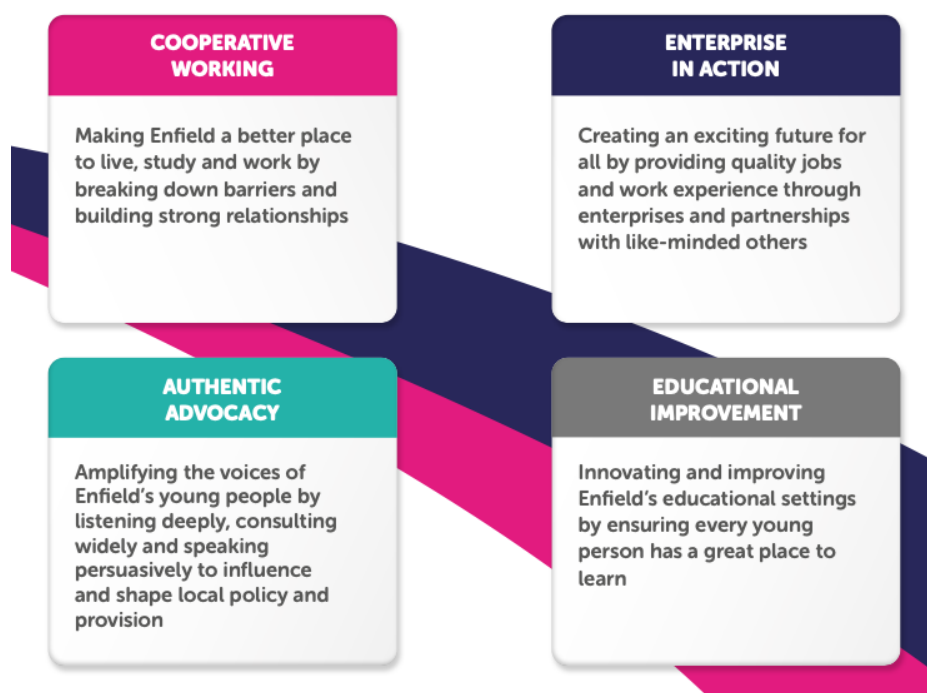 COOPERATIVE
WORKING
Making Enfield a better place
to live, study and work by
breaking down barriers and
building strong relationships
ENTERPRISE
IN ACTION
Creating an exciting future for
all by providing quality jobs
and work experience through
enterprises and partnerships
with like-minded others
AUTHENTIC
ADVOCACY
Amplifying the voices of
Enfield's young people by
listening deeply, consulting
widely and speaking
persuasively to influence
and shape local policy and
provision
EDUCATIONAL
IMPROVEMENT
Innovating and improving
Enfield's educational settings
by ensuring every young
person has a great place to
learn